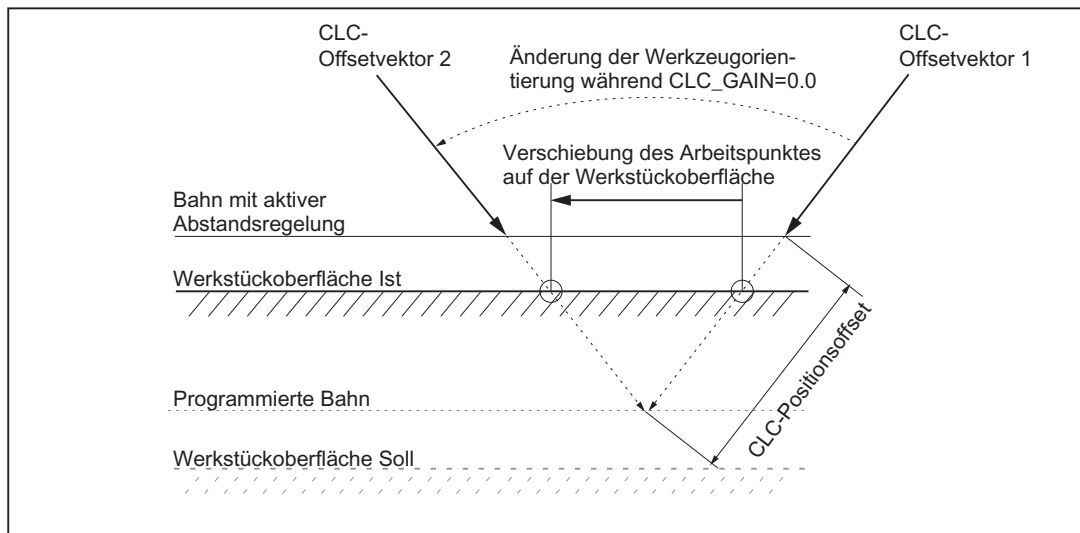 CLC-
Offsetvektor 2
Änderung der Werkzeugorien-
tierung während CLC_GAIN=0.0
CLC-
Offsetvektor 1
Verschiebung des Arbeitspunktes
auf der Werkstückoberfläche
Bahn mit aktiver
Abstandsregelung
Werkstückoberfläche Ist
CLC-Positionsoffset
Programmierte Bahn
Werkstückoberfläche Soll